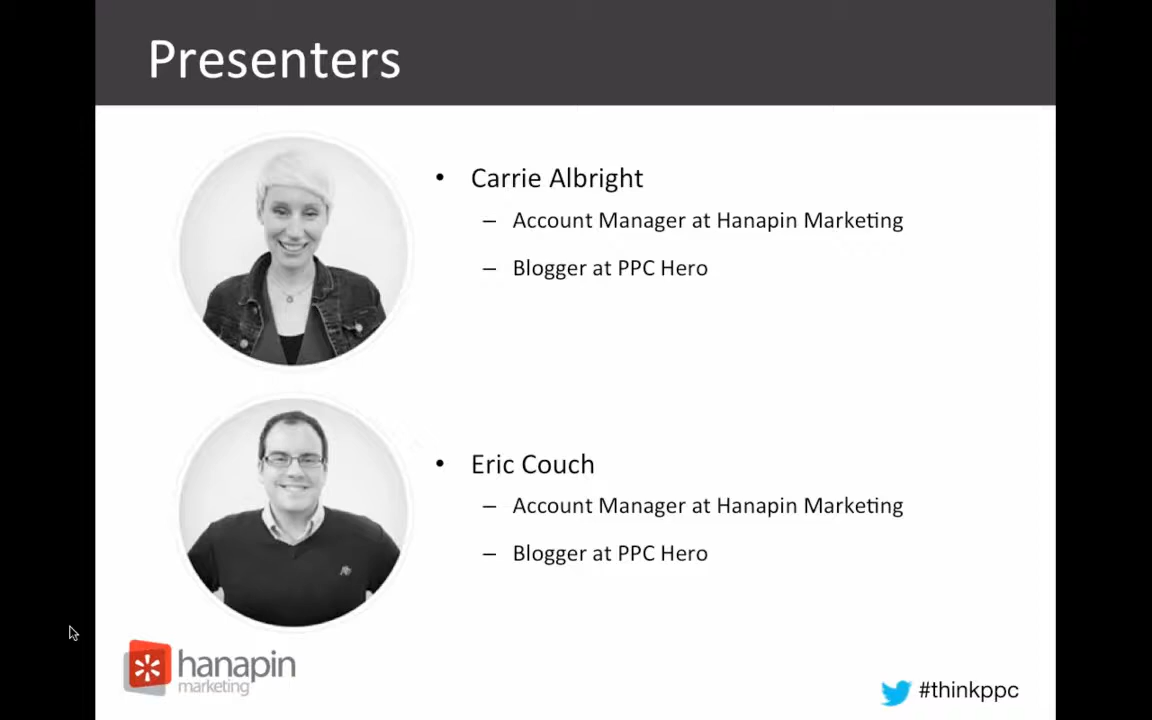 Presenters
• Carrie Albright
– Account Manager at Hanapin Marketing
– Blogger at PPC Hero
• Eric Couch
– Account Manager at Hanapin Marketing
– Blogger at PPC Hero
hanapin
marketing
#thinkppc